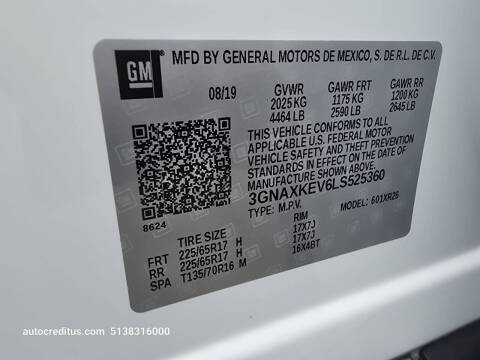 GM
MFD BY GENERAL MOTORS DE MEXICO, S. DE R.L. DE C.V.
08/19 GVWR GAWR FRT GAWR RR
2025 KG 1175 KG 1200 KG
4464 LB 2590 LB 2645 LB
THIS VEHICLE CONFORMS TO ALL
APPLICABLE U.S. FEDERAL MOTOR
VEHICLE SAFETY AND BUMPER
STANDARDS IN EFFECT ON THE DATE
OF MANUFACTURE SHOWN ABOVE.
3GNAXKEV6LS525360
TYPE: M.P.V. MODEL: 601XR26
8624
TIRE SIZE RIM
FRT 225/65R17 H 17X7J
RR 225/65R17 H 17X7J
SPA T135/70R16 M 16X4BT
autocreditus.com 5138316000